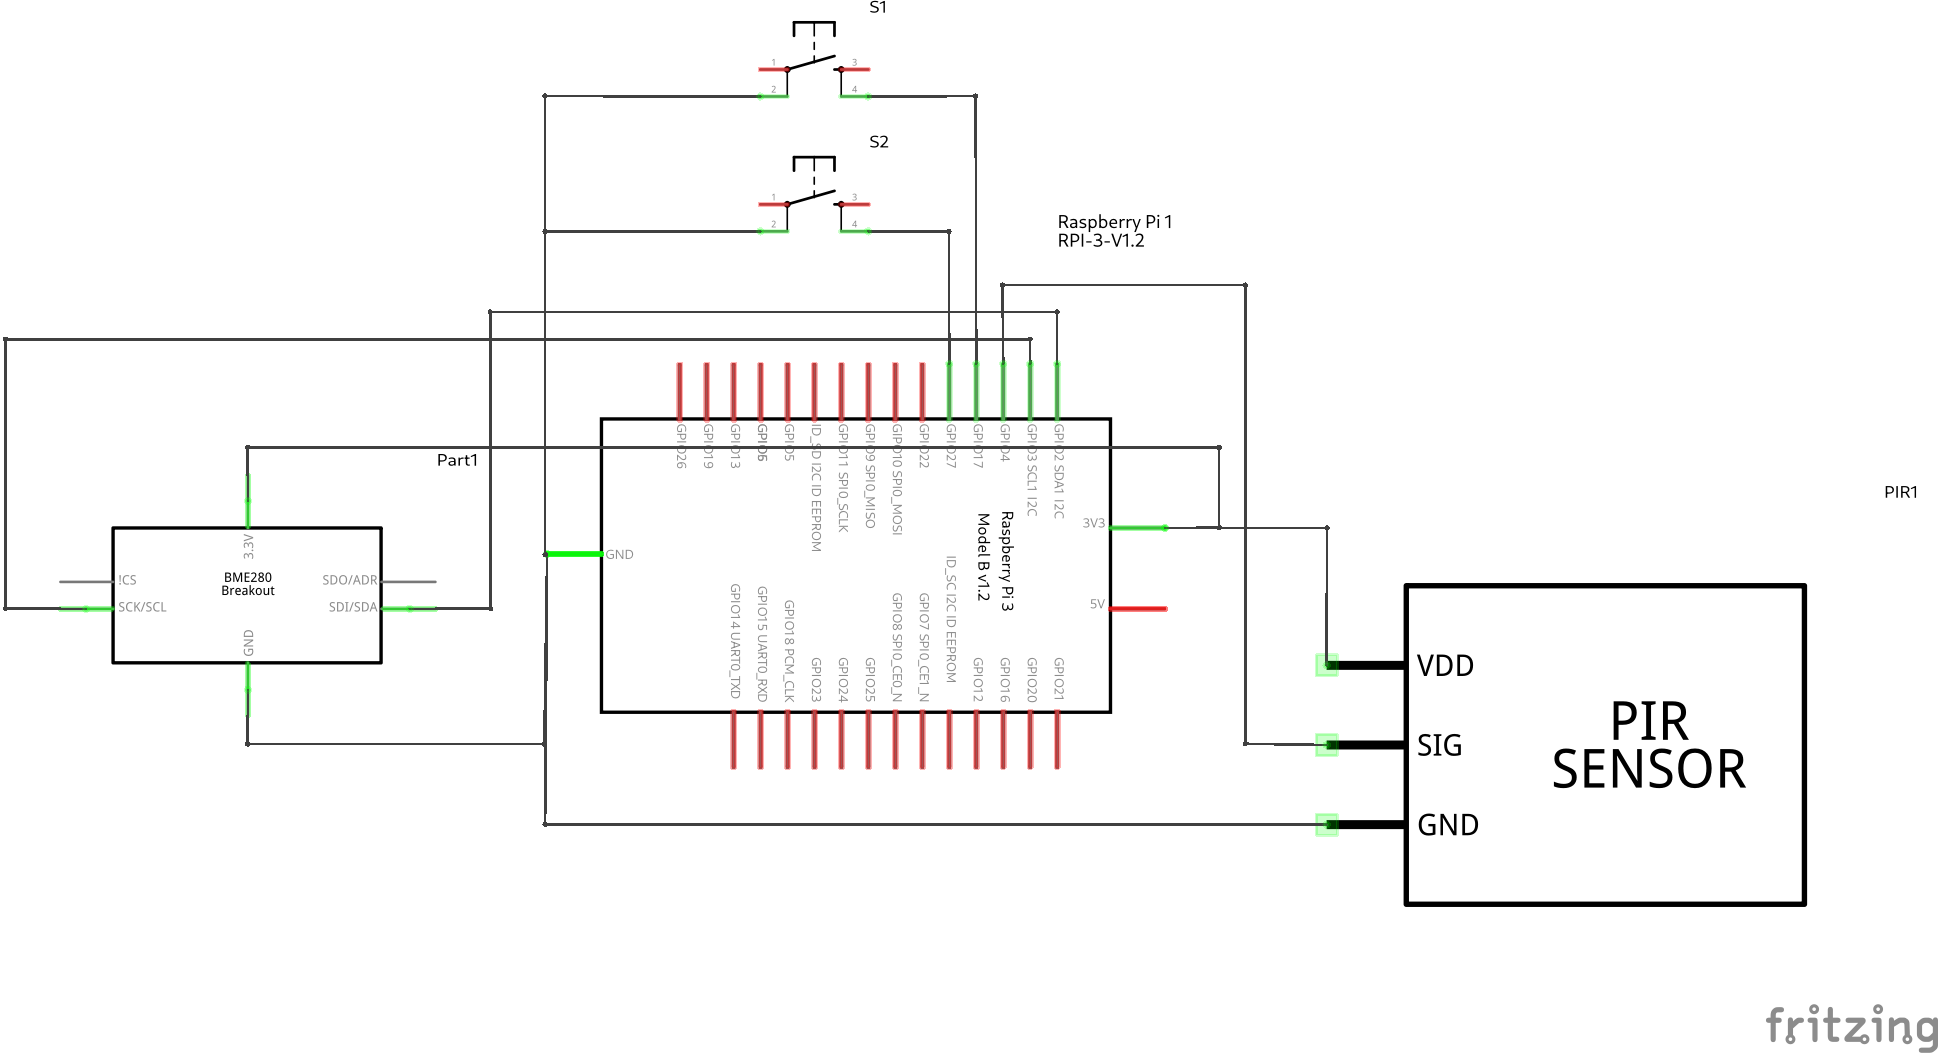 S1
1
3
2
4
S2
1
3
2
4
Raspberry Pi 1
RPI-3-V1.2
GPIO26
GPIO19
GPIO13
GPIO5
ID_SD I2C ID EEPROM
GPIO11 SPI0_SCLK
GPIO9 SPI0_MISO
GIPO10 SPI0_MOSI
GPIO22
GPIO27
GPIO17
GPIO4
GPIO3 SCL1 I2C
GPIO2 SDA1 I2C
Part1
PIR1
3V3
Raspberry Pi 3
Model B v1.2
GND
5V
3.3V
BME280
Breakout
!CS
SDO/ADR
SCK/SCL
SDI/SDA
GND
GPIO14 UART0_TXD
GPIO15 UART0_RXD
GPIO18 PCM_CLK
GPIO23
GPIO24
GPIO25
GPIO8 SPI0_CE0_N
GPIO7 SPI0_CE1_N
ID_SC I2C ID EEPROM
GPIO12
GPIO16
GPIO20
GPIO21
VDD
SIG
GND
PIR
SENSOR
fritzing